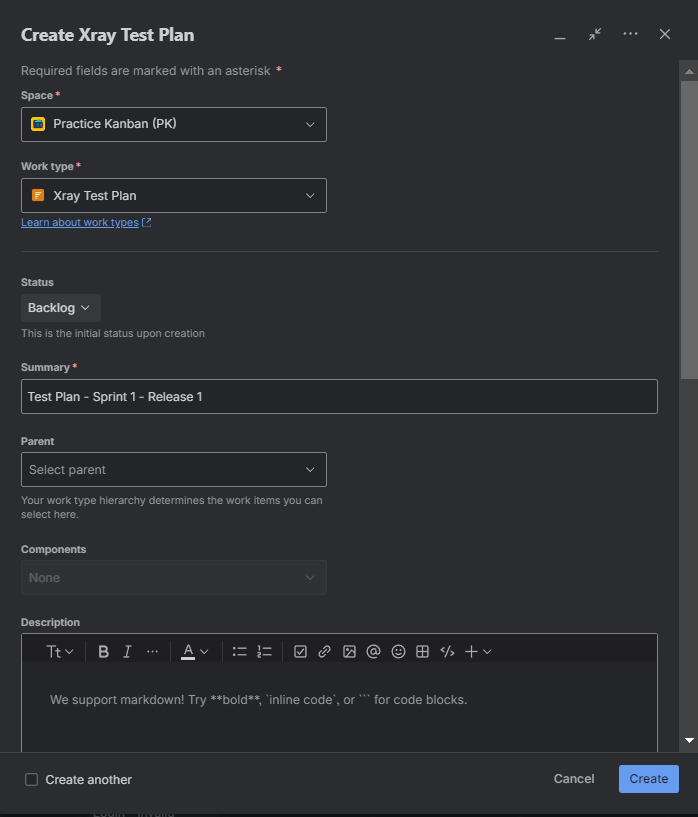 Create Xray Test Plan
Required fields are marked with an asterisk *
Space *
Practice Kanban (PK)
Work type *
Xray Test Plan
Learn about work types
Status
Backlog
This is the initial status upon creation
Summary *
Test Plan - Sprint 1 - Release 1
Parent
Select parent
Your work type hierarchy determines the work items you can
select here.
Components
None
Description
Tt B I ... A @ </> +
We support markdown! Try **bold**, `inline code`, or ``` for code blocks.
Create another
Cancel
Create